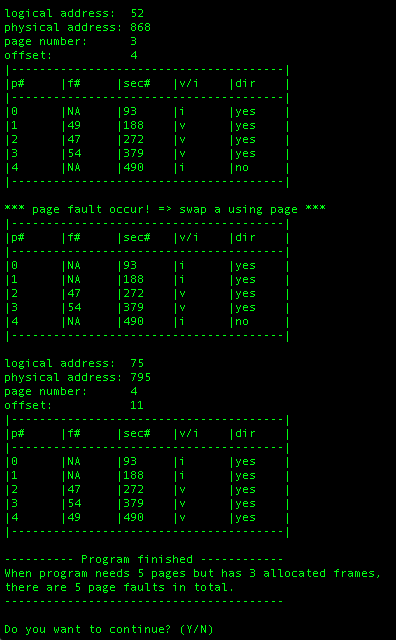 logical address:  52
physical address: 868
page number:      3
offset:           4
|---------------------------------------|
|p#     |f#     |sec#   |v/i    |dir    |
|---------------------------------------|
|0      |NA     |93     |i      |yes    |
|1      |49     |188    |v      |yes    |
|2      |47     |272    |v      |yes    |
|3      |54     |379    |v      |yes    |
|4      |NA     |490    |i      |no     |
|---------------------------------------|
*** page fault occur! => swap a using page ***
|---------------------------------------|
|p#     |f#     |sec#   |v/i    |dir    |
|---------------------------------------|
|0      |NA     |93     |i      |yes    |
|1      |NA     |188    |i      |yes    |
|2      |47     |272    |v      |yes    |
|3      |54     |379    |v      |yes    |
|4      |NA     |490    |i      |no     |
|---------------------------------------|
logical address:  75
physical address: 795
page number:      4
offset:           11
|---------------------------------------|
|p#     |f#     |sec#   |v/i    |dir    |
|---------------------------------------|
|0      |NA     |93     |i      |yes    |
|1      |NA     |188    |i      |yes    |
|2      |47     |272    |v      |yes    |
|3      |54     |379    |v      |yes    |
|4      |49     |490    |v      |yes    |
|---------------------------------------|
---------- Program finished ------------
When program needs 5 pages but has 3 allocated frames,
there are 5 page faults in total.
----------------------------------------
Do you want to continue? (Y/N)